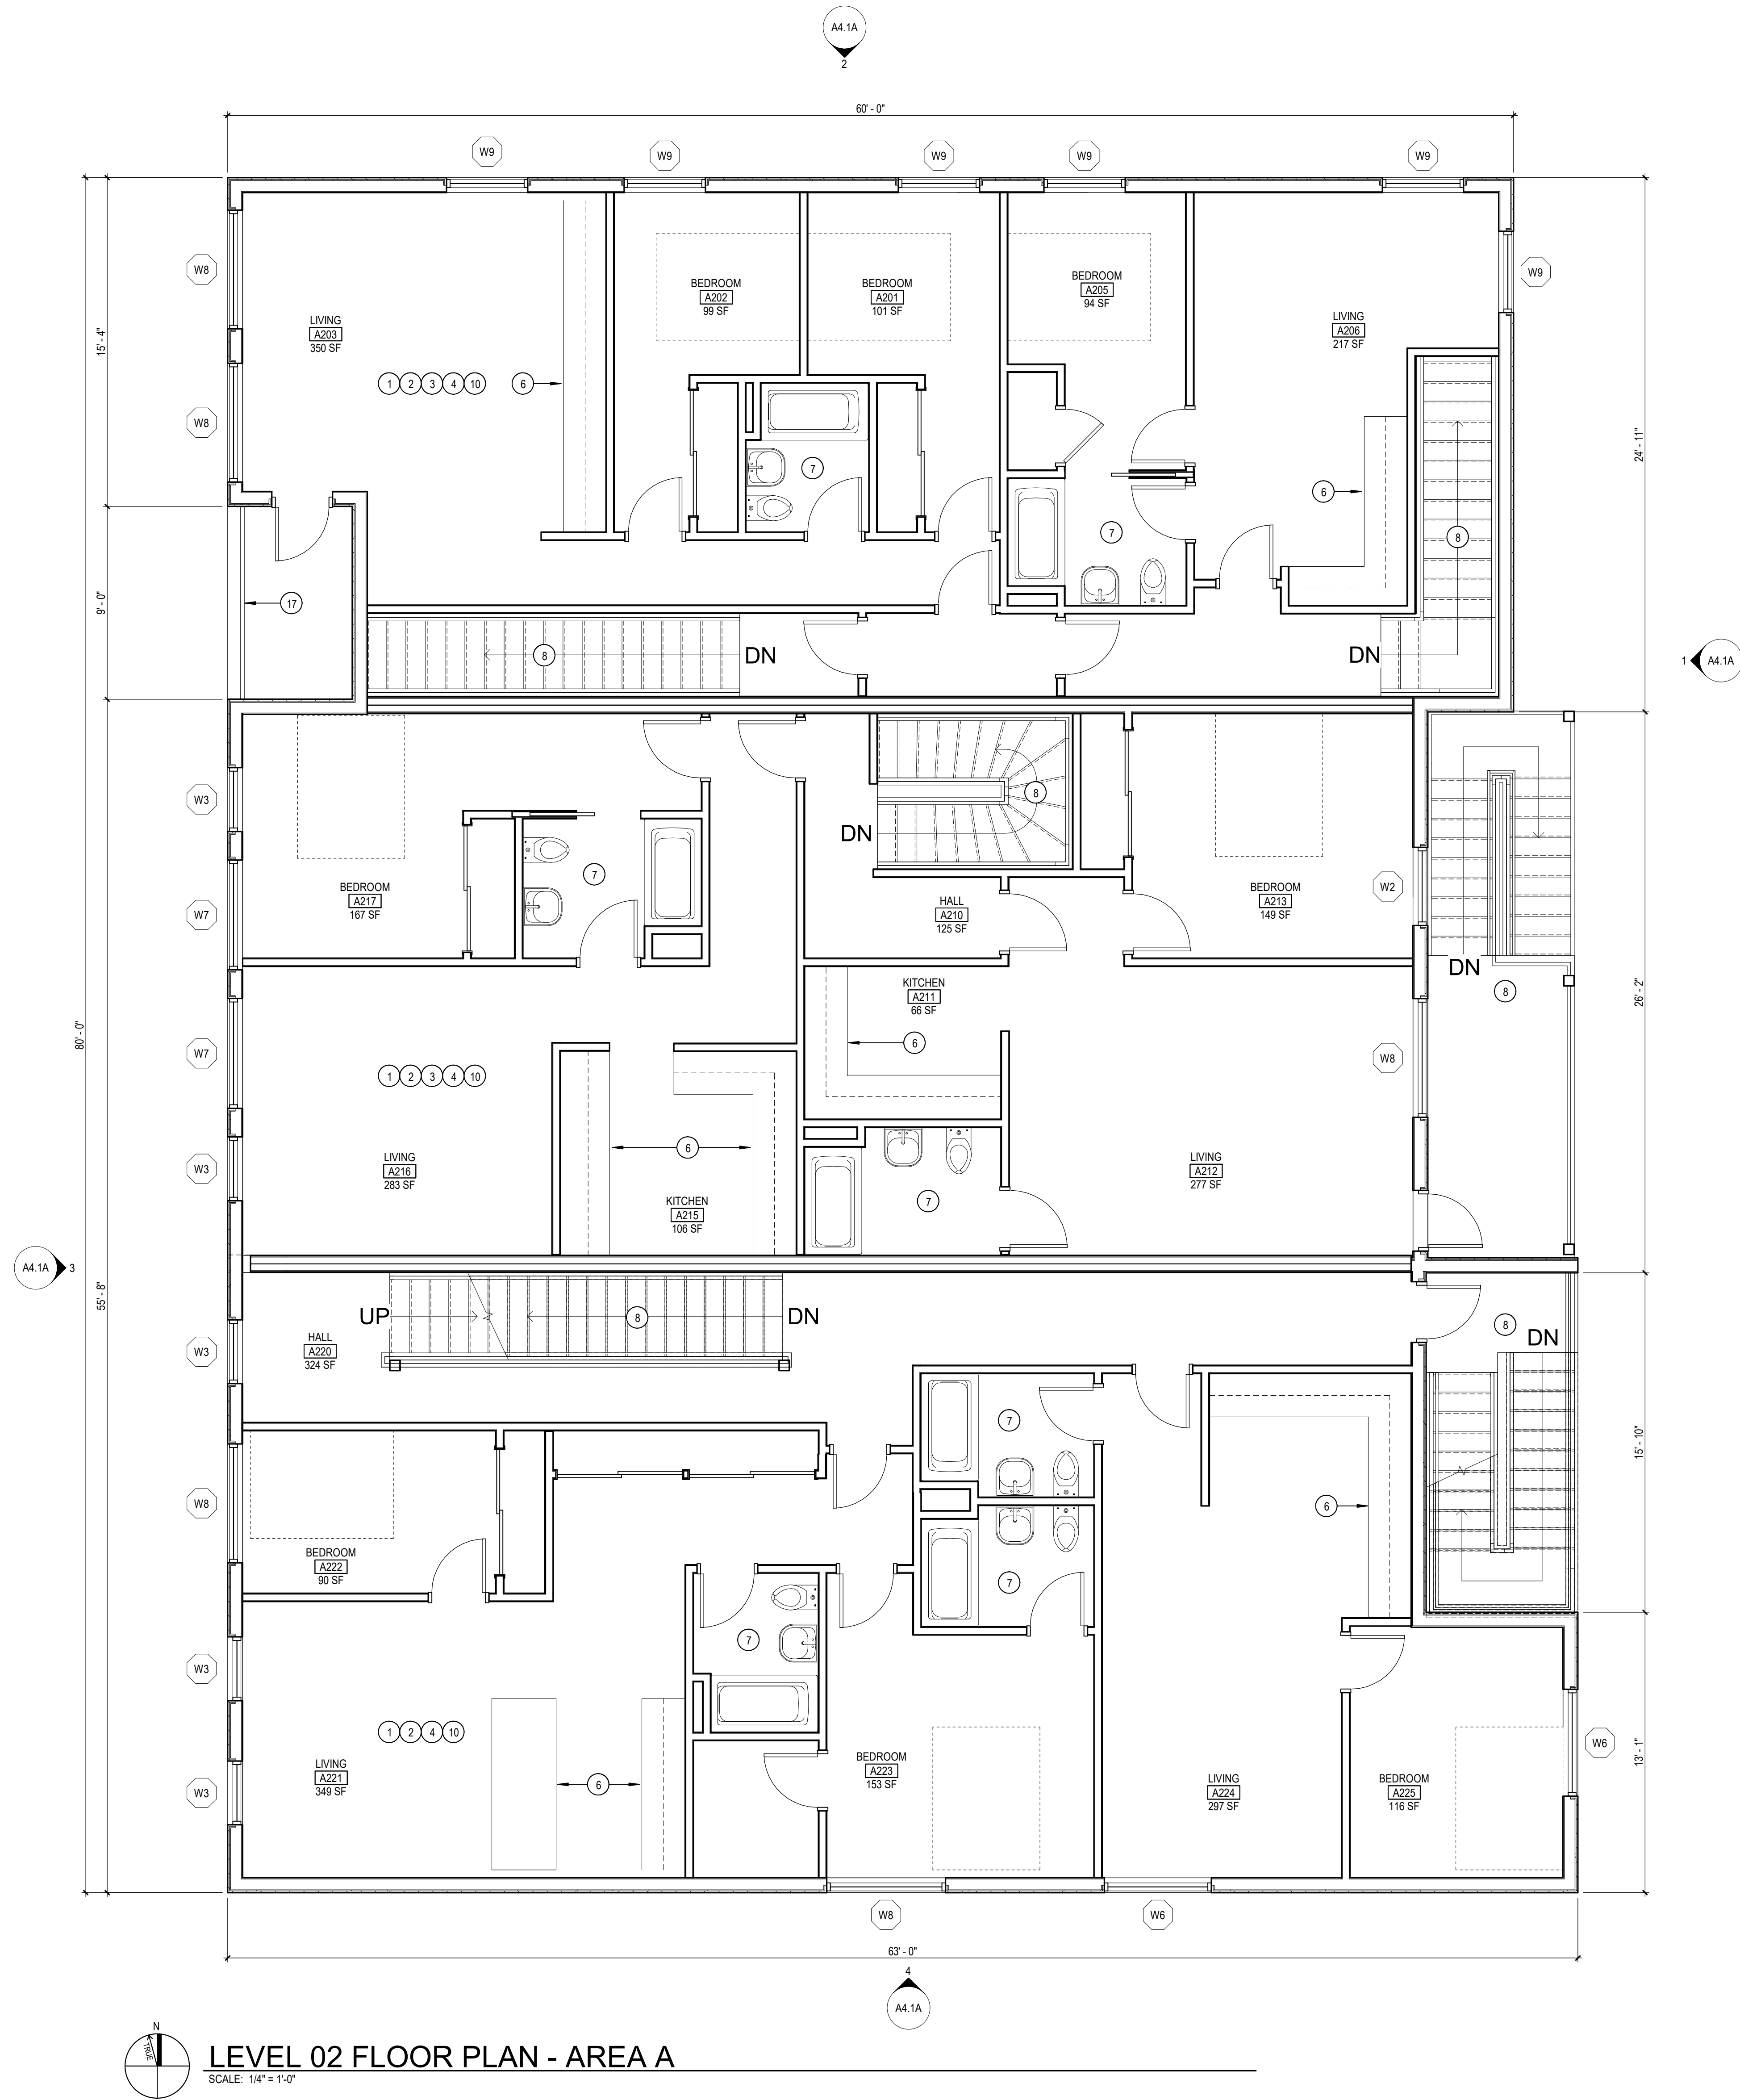 A4.1A
2
60' - 0"
W9
W9
W9
W9
W9
W8
W9
W8
15' - 4"
9' - 0"
80' - 0"
55' - 8"
24' - 11"
26' - 2"
15' - 10"
13' - 1"
LIVING
A203
350 SF
1 2 3 4 10
6
BEDROOM
A202
99 SF
BEDROOM
A201
101 SF
BEDROOM
A205
94 SF
LIVING
A206
217 SF
7
7
6
8
17
8
DN
DN
1
A4.1A
W3
W7
BEDROOM
A217
167 SF
7
DN
8
HALL
A210
125 SF
BEDROOM
A213
149 SF
W2
DN
8
KITCHEN
A211
66 SF
6
W7
1 2 3 4 10
W8
LIVING
A216
283 SF
6
KITCHEN
A215
106 SF
7
LIVING
A212
277 SF
W3
A4.1A
3
UP
8
DN
HALL
A220
324 SF
W3
8
DN
7
W8
BEDROOM
A222
90 SF
7
6
7
W3
1 2 4 10
LIVING
A221
349 SF
6
W3
BEDROOM
A223
153 SF
LIVING
A224
297 SF
BEDROOM
A225
116 SF
W6
W8
W6
63' - 0"
4
A4.1A
N
TRUE
LEVEL 02 FLOOR PLAN - AREA A
SCALE: 1/4" = 1'-0"